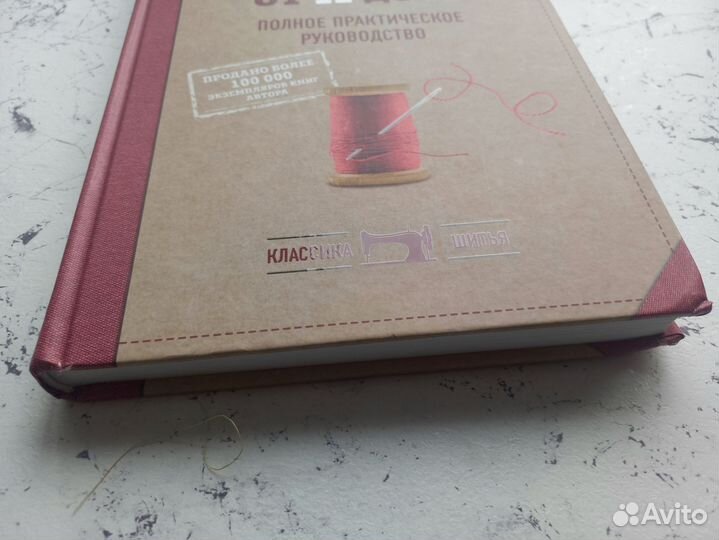 ПОЛНОЕ ПРАКТИЧЕСКОЕ
РУКОВОДСТВО
ПРОДАНО БОЛЕЕ
100 000
ЭКЗЕМПЛЯРОВ КНИГ
АВТОРА
КЛАССИКА ШИТЬЯ
Avito